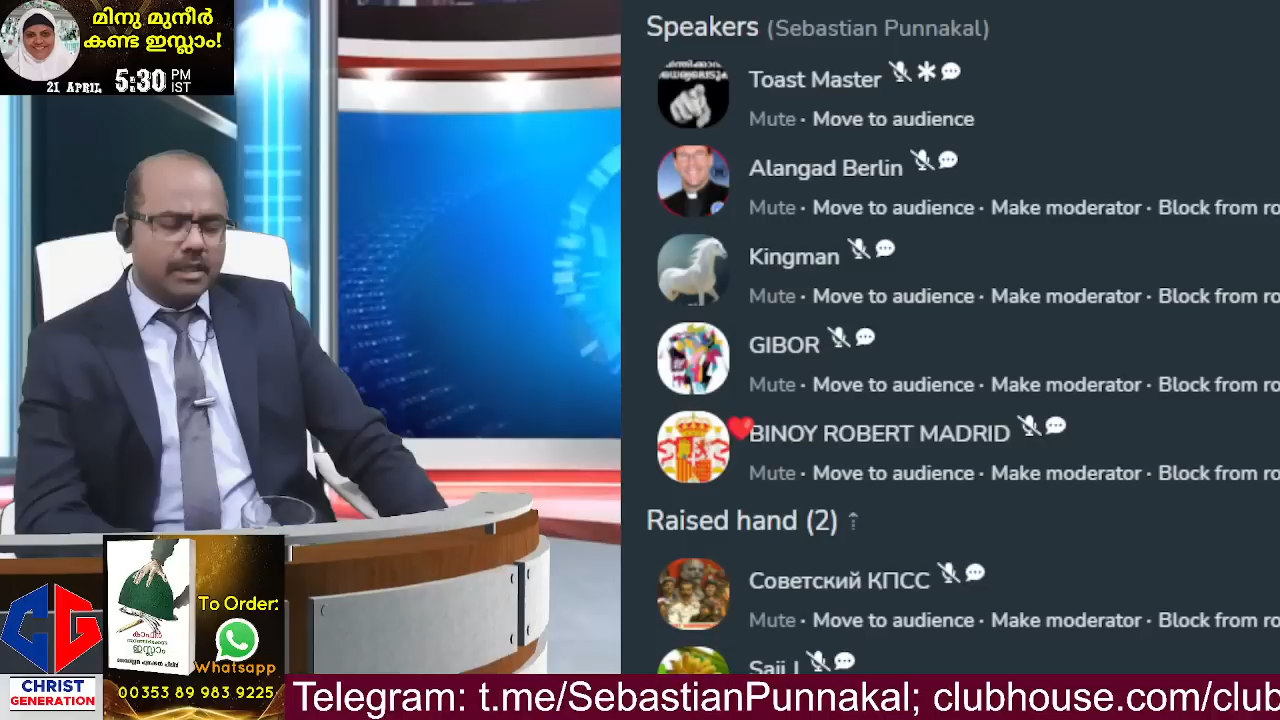 മിനു മുനീർ
കണ്ട ഇസ്ലാം!
21 APRIL 5:30 PM IST
Speakers (Sebastian Punnakal)
Toast Master
Mute · Move to audience
Alangad Berlin
Mute · Move to audience · Make moderator · Block from ro
Kingman
Mute · Move to audience · Make moderator · Block from ro
GIBOR
Mute · Move to audience · Make moderator · Block from ro
BINOY ROBERT MADRID
Mute · Move to audience · Make moderator · Block from ro
Raised hand (2)
Советский КПСС
Mute · Move to audience · Make moderator · Block from ro
Saji J
CG
CHRIST
GENERATION
ഇസ്ലാം
To Order:
Whatsapp
00353 89 983 9225
Telegram: t.me/SebastianPunnakal; clubhouse.com/club